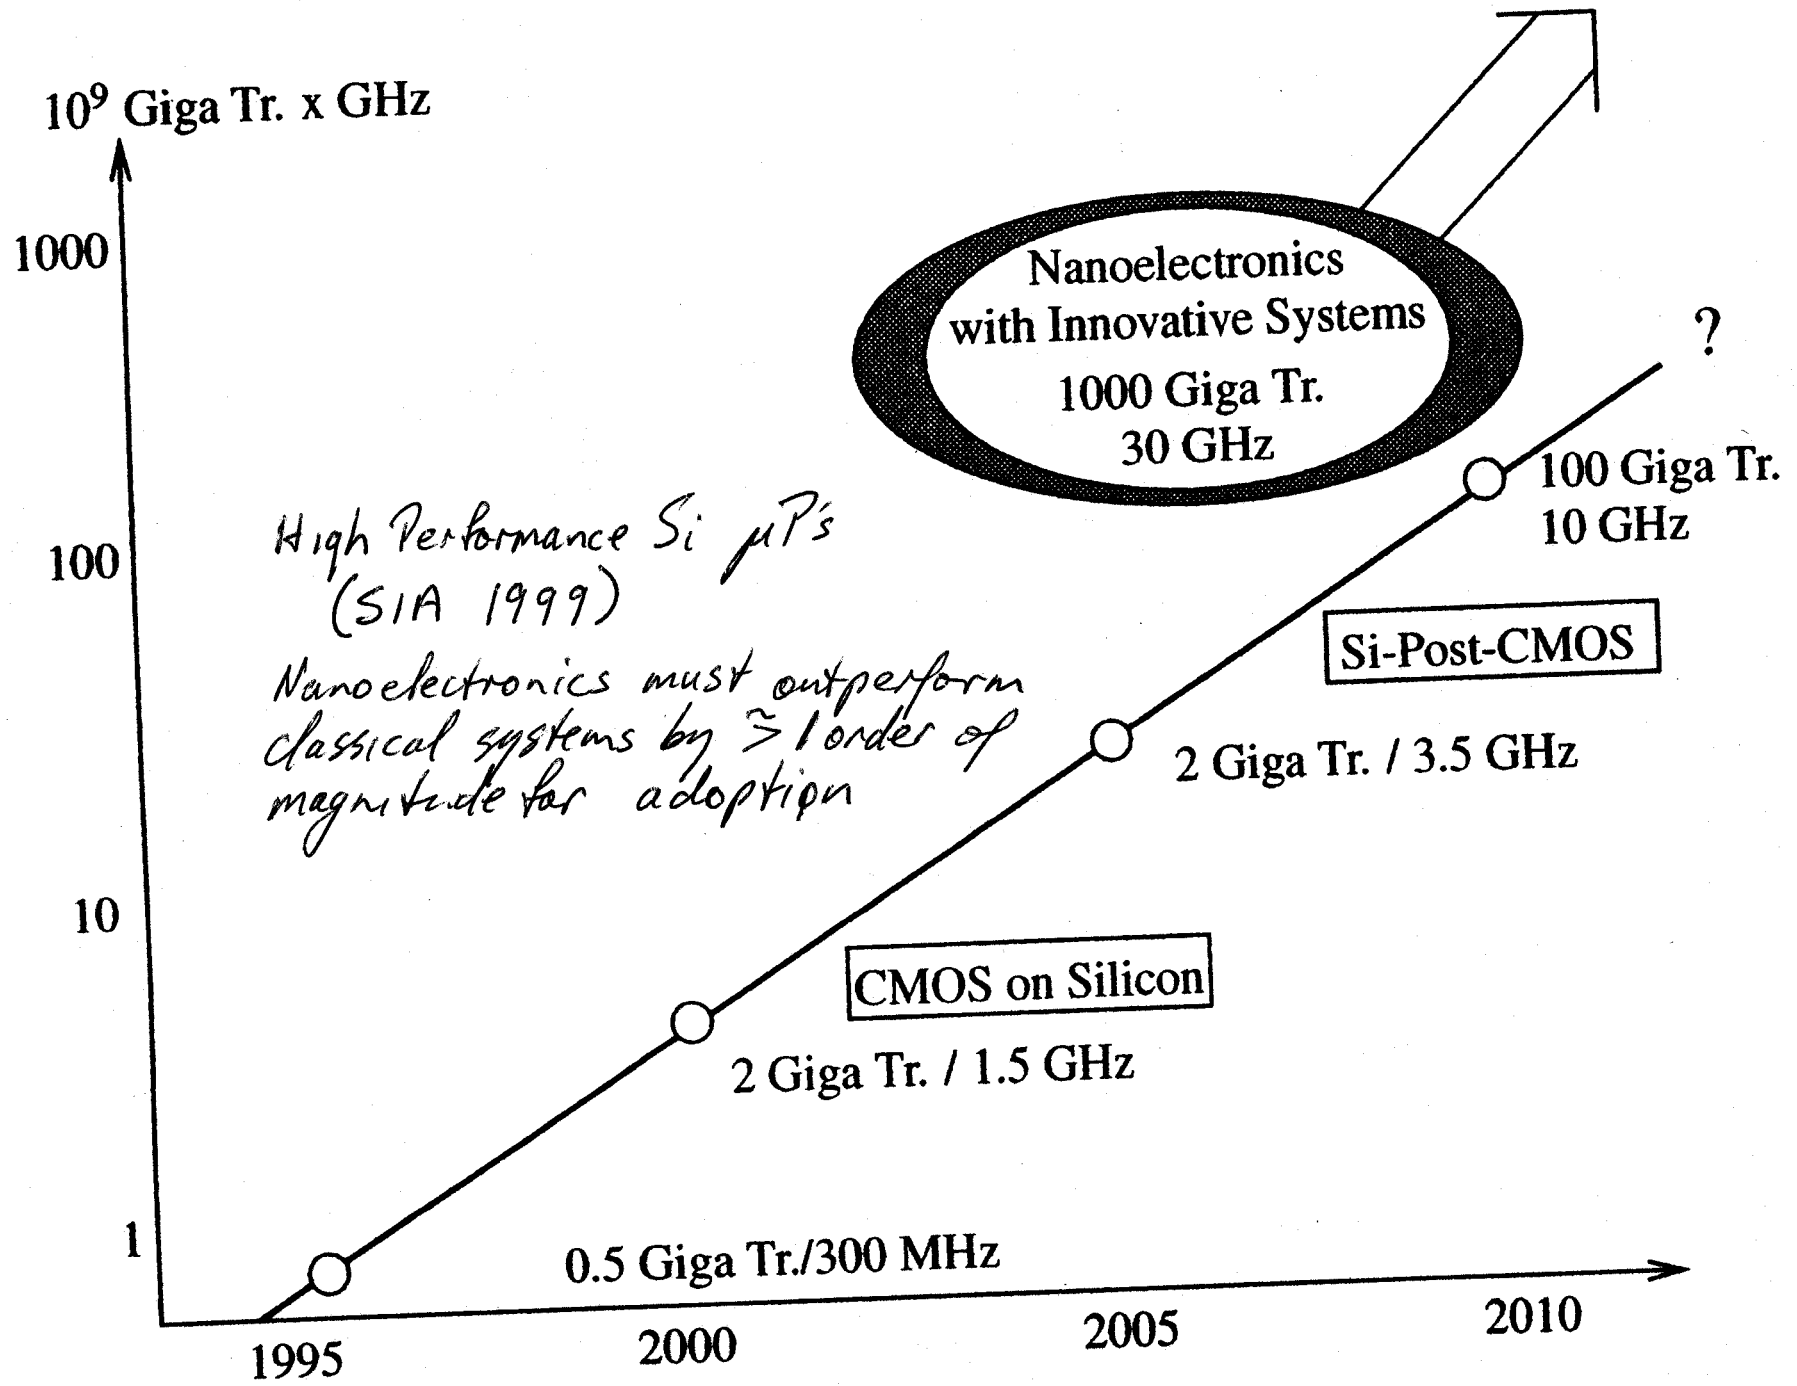 10⁹ Giga Tr. x GHz
1000
100
10
1
Nanoelectronics
with Innovative Systems
1000 Giga Tr.
30 GHz
?
100 Giga Tr.
10 GHz
High Performance Si µP's
(SIA 1999)
Nanoelectronics must outperform
classical systems by ≳ 1 order of
magnitude for adoption
Si-Post-CMOS
2 Giga Tr. / 3.5 GHz
CMOS on Silicon
2 Giga Tr. / 1.5 GHz
0.5 Giga Tr./300 MHz
1995
2000
2005
2010